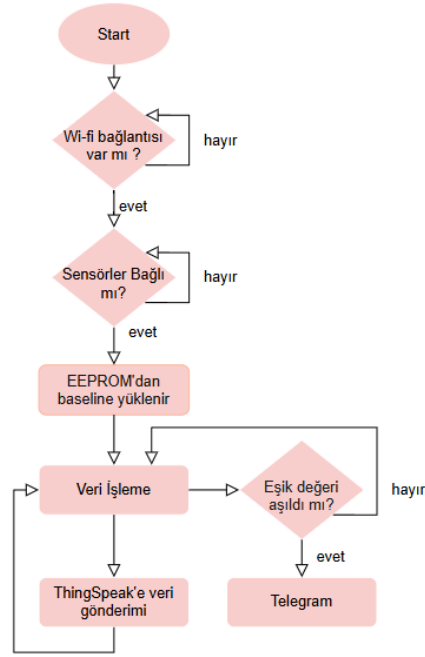 Start
Wi-fi bağlantısı
var mı ?
hayır
evet
Sensörler Bağlı
mı?
hayır
evet
EEPROM'dan
baseline yüklenir
Veri İşleme
Eşik değeri
aşıldı mı?
hayır
evet
ThingSpeak'e veri
gönderimi
Telegram